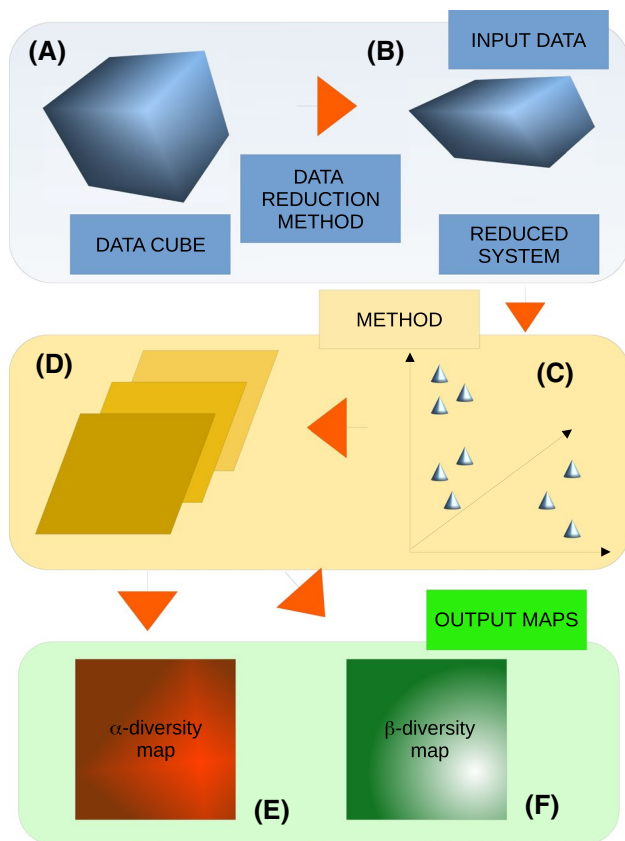 (A)
(B)
INPUT DATA
DATA
REDUCTION
METHOD
DATA CUBE
REDUCED
SYSTEM
METHOD
(D)
(C)
OUTPUT MAPS
α-diversity
map
β-diversity
map
(E)
(F)